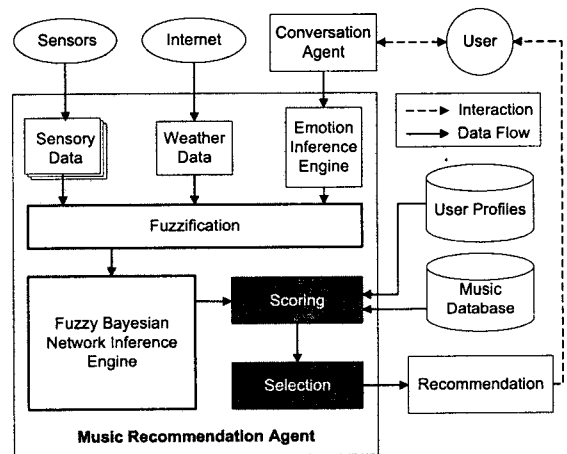 Sensors
Internet
Conversation
Agent
User
Interaction
Data Flow
Sensory
Data
Weather
Data
Emotion
Inference
Engine
Fuzzification
User Profiles
Music
Database
Fuzzy Bayesian
Network Inference
Engine
Scoring
Selection
Recommendation
Music Recommendation Agent